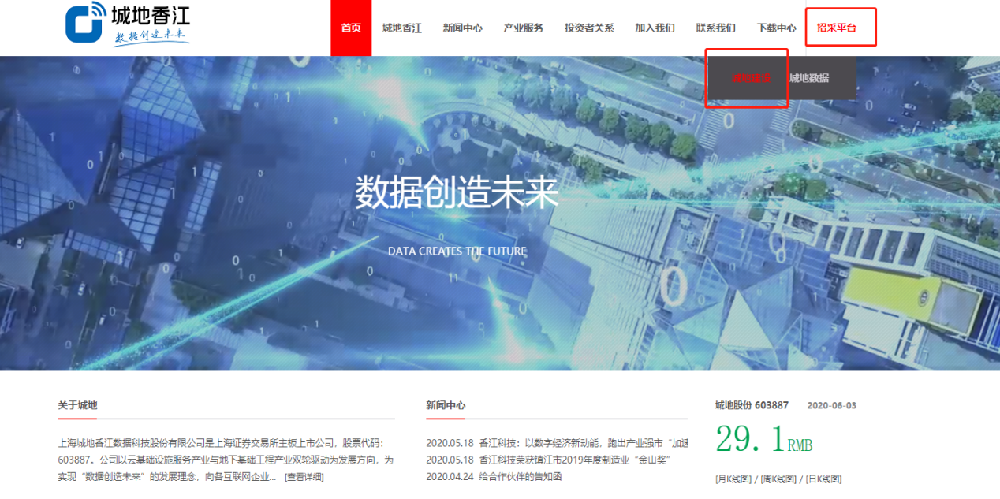 城地香江
数据创造未来
首页 城地香江 新闻中心 产业服务 投资者关系 加入我们 联系我们 下载中心 招采平台
城地建设 城地数据
数据创造未来
DATA CREATES THE FUTURE
关于城地
上海城地香江数据科技股份有限公司是上海证券交易所主板上市公司，股票代码：
603887。公司以云基础设施服务产业与地下基础工程产业双轮驱动为发展方向，为
实现“数据创造未来”的发展理念，向各互联网企业... [查看详细]
新闻中心
2020.05.18 香江科技：以数字经济新动能，跑出产业强市“加速
2020.05.18 香江科技荣获镇江市2019年度制造业“金山奖”
2020.04.24 给合作伙伴的告知函
城地股份 603887 2020-06-03
29.1RMB
[月K线图] / [周K线图] / [日K线图]